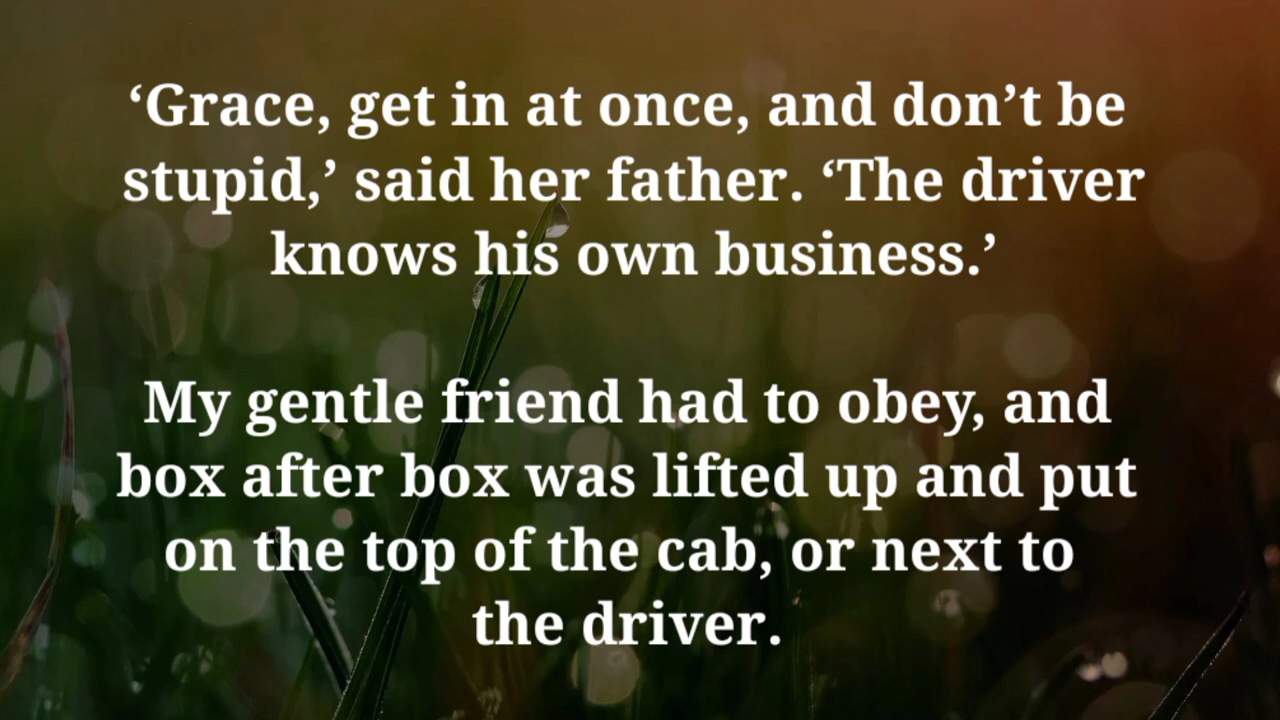 ‘Grace, get in at once, and don’t be
stupid,’ said her father. ‘The driver
knows his own business.’
My gentle friend had to obey, and
box after box was lifted up and put
on the top of the cab, or next to
the driver.